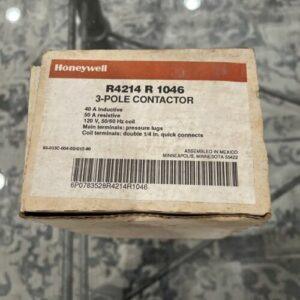 Honeywell
R4214 R 1046
3-POLE CONTACTOR
40 A Inductive
50 A resistive
120 V, 50/60 Hz coil
Main terminals: pressure lugs
Coil terminals: double 1/4 in. quick connects
ASSEMBLED IN MEXICO
MINNEAPOLIS, MINNESOTA 55422
6P0783528R4214R1046